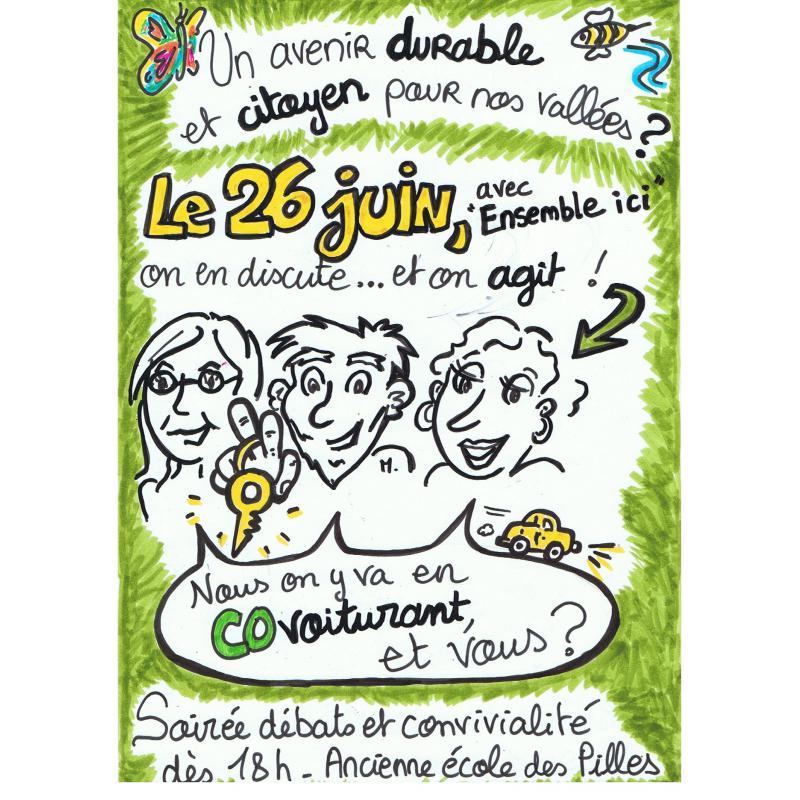 Un avenir durable
et citoyen pour nos vallées ?
Le 26 juin, avec
"Ensemble ici"
on en discute... et on agit !
M.
Nous on y va en
covoiturant,
et vous ?
Soirée débats et convivialité
dès 18h - Ancienne école des Pilles